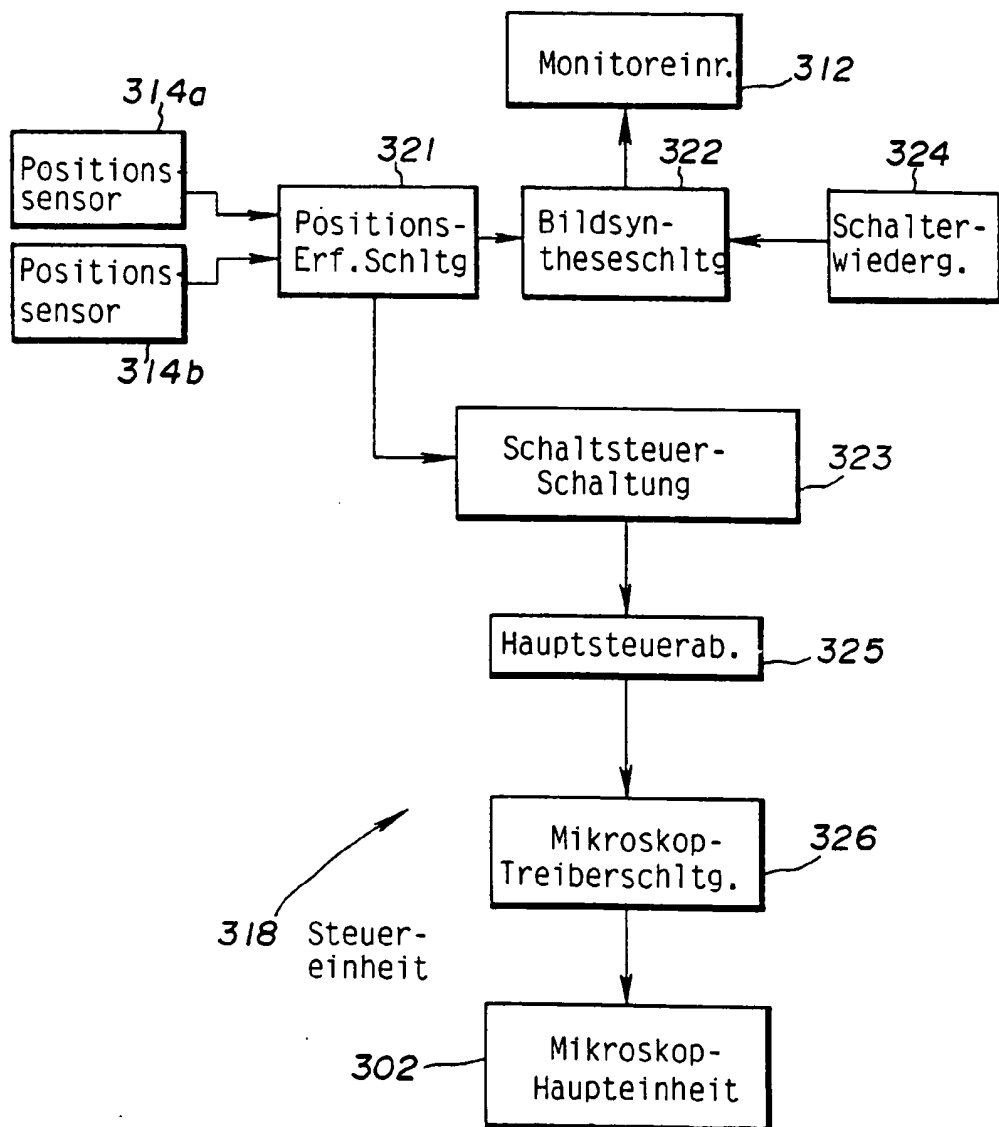 Monitoreinr.
312
314a
Positions-
sensor
321
Positions-
Erf.Schltg
322
Bildsyn-
theseschltg
324
Schalter-
wiederg.
Positions-
sensor
314b
Schaltsteuer-
Schaltung
323
Hauptsteuerab.
325
Mikroskop-
Treiberschltg.
326
318 Steuer-
einheit
302
Mikroskop-
Haupteinheit